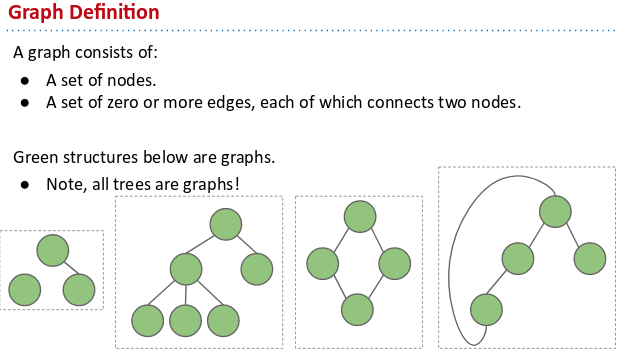 Graph Definition
A graph consists of:
● A set of nodes.
● A set of zero or more edges, each of which connects two nodes.
Green structures below are graphs.
● Note, all trees are graphs!